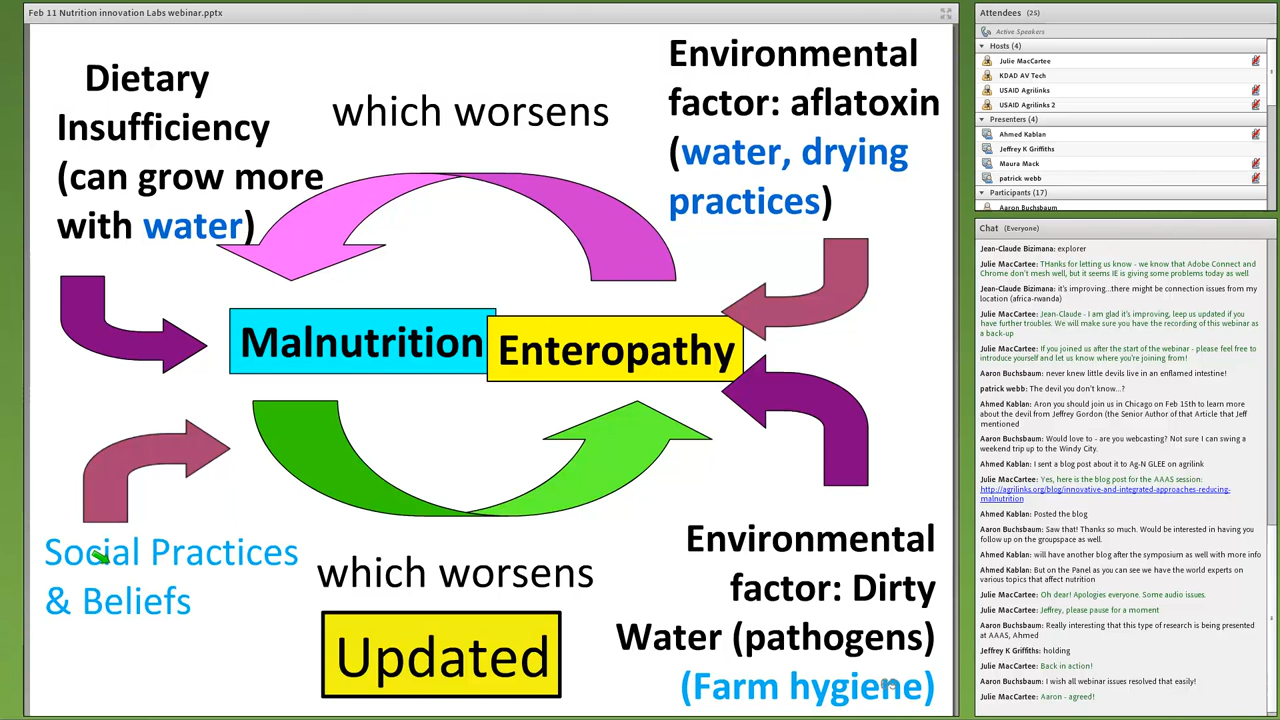 Feb 11 Nutrition innovation Labs webinar.pptx
Dietary
Insufficiency
(can grow more
with water)
which worsens
Environmental
factor: aflatoxin
(water, drying
practices)
Malnutrition
Enteropathy
Social Practices
& Beliefs
which worsens
Updated
Environmental
factor: Dirty
Water (pathogens)
(Farm hygiene)
Attendees (25)
Active Speakers
Hosts (4)
Julie MacCartee
KDAD AV Tech
USAID Agrilinks
USAID Agrilinks 2
Presenters (4)
Ahmed Kablan
Jeffrey K Griffiths
Maura Mack
patrick webb
Participants (17)
Aaron Buchsbaum
Chat (Everyone)
Jean-Claude Bizimana: explorer
Julie MacCartee: THanks for letting us know - we know that Adobe Connect and
Chrome don't mesh well, but it seems IE is giving some problems today as well
Jean-Claude Bizimana: it's improving...there might be connection issues from my
location (africa-rwanda)
Julie MacCartee: Jean-Claude - I am glad it's improving, leep us updated if you
have further troubles. We will make sure you have the recording of this webinar as
a back-up
Julie MacCartee: If you joined us after the start of the webinar - please feel free to
introduce yourself and let us know where you're joining from!
Aaron Buchsbaum: never knew little devils lived in an enflamed intestine!
patrick webb: The devil you don't know...?
Ahmed Kablan: Aron you should join us in Chicago on Feb 15th to learn more
about the devil from Jeffrey Gordon (the Senior Author of that Article that Jeff
mentioned
Aaron Buchsbaum: Would love to - are you webcasting? Not sure I can swing a
weekend trip up to the Windy City.
Ahmed Kablan: I sent a blog post about it to Ag-N GLEE on agrilink
Julie MacCartee: Yes, here is the blog post for the AAAS session:
http://agrilinks.org/blog/innovative-and-integrated-approaches-reducing-
malnutrition
Ahmed Kablan: Posted the blog
Aaron Buchsbaum: Saw that! Thanks so much. Would be interested in having you
follow up on the groupspace as well.
Ahmed Kablan: will have another blog after the symposium as well with more info
Ahmed Kablan: But on the Panel as you can see we have the world experts on
various topics that affect nutrition
Julie MacCartee: Oh dear! Apologies everyone. Some audio issues.
Julie MacCartee: Jeffrey, please pause for a moment
Aaron Buchsbaum: Really interesting that this type of research is being presented
at AAAS, Ahmed
Jeffrey K Griffiths: holding
Julie MacCartee: Back in action!
Aaron Buchsbaum: I wish all webinar issues resolved that easily!
Julie MacCartee: Aaron - agreed!